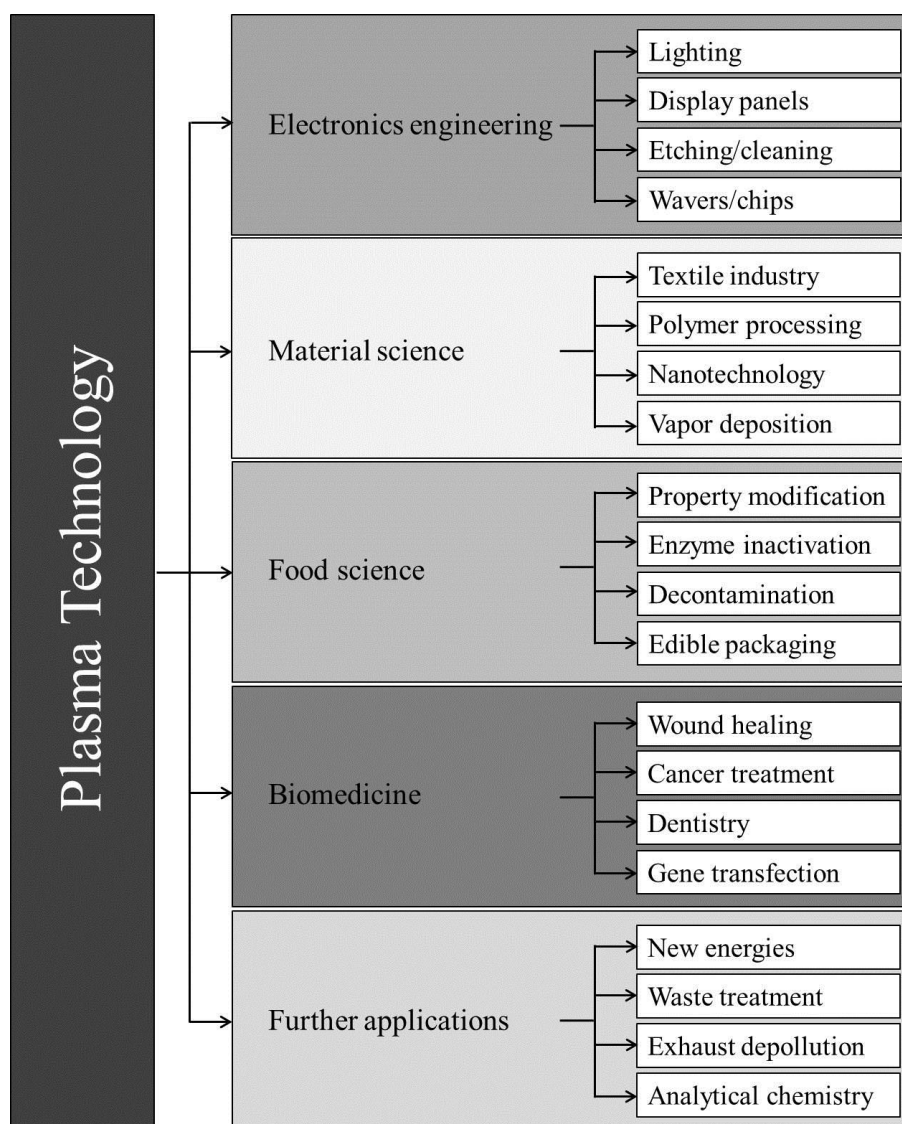 Plasma Technology
Electronics engineering
Lighting
Display panels
Etching/cleaning
Wavers/chips
Material science
Textile industry
Polymer processing
Nanotechnology
Vapor deposition
Food science
Property modification
Enzyme inactivation
Decontamination
Edible packaging
Biomedicine
Wound healing
Cancer treatment
Dentistry
Gene transfection
Further applications
New energies
Waste treatment
Exhaust depollution
Analytical chemistry